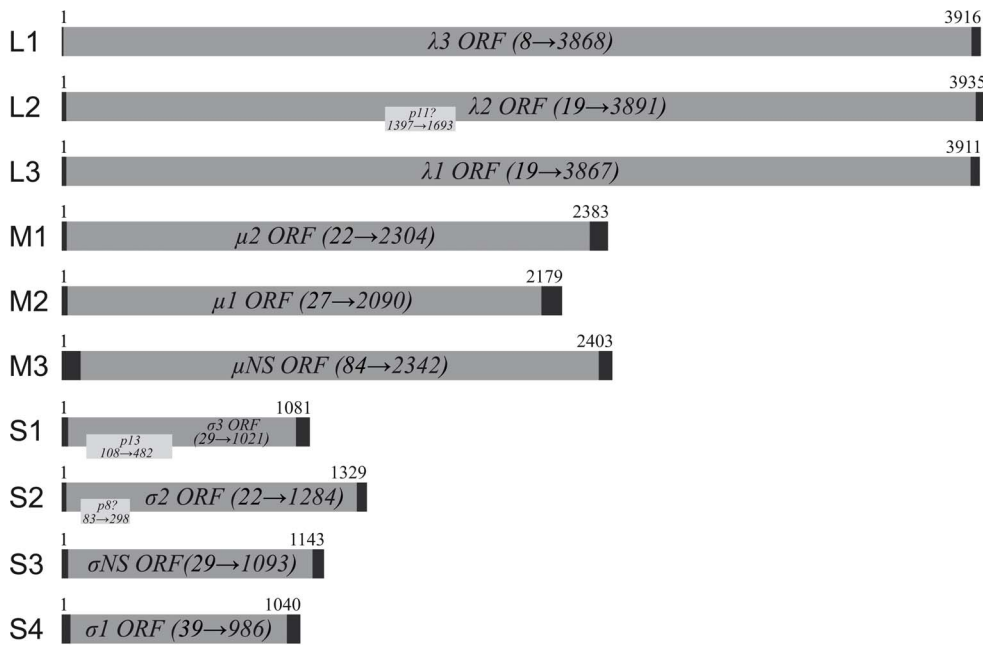 1 3916
L1 λ3 ORF (8→3868)
1 3935
L2 λ2 ORF (19→3891)
p11?
1397→1693
1 3911
L3 λ1 ORF (19→3867)
1 2383
M1 μ2 ORF (22→2304)
1 2179
M2 μ1 ORF (27→2090)
1 2403
M3 μNS ORF (84→2342)
1 1081
S1 σ3 ORF
(29→1021)
p13
108→482
1 1329
S2 σ2 ORF (22→1284)
p8?
83→298
1 1143
S3 σNS ORF(29→1093)
1 1040
S4 σ1 ORF (39→986)